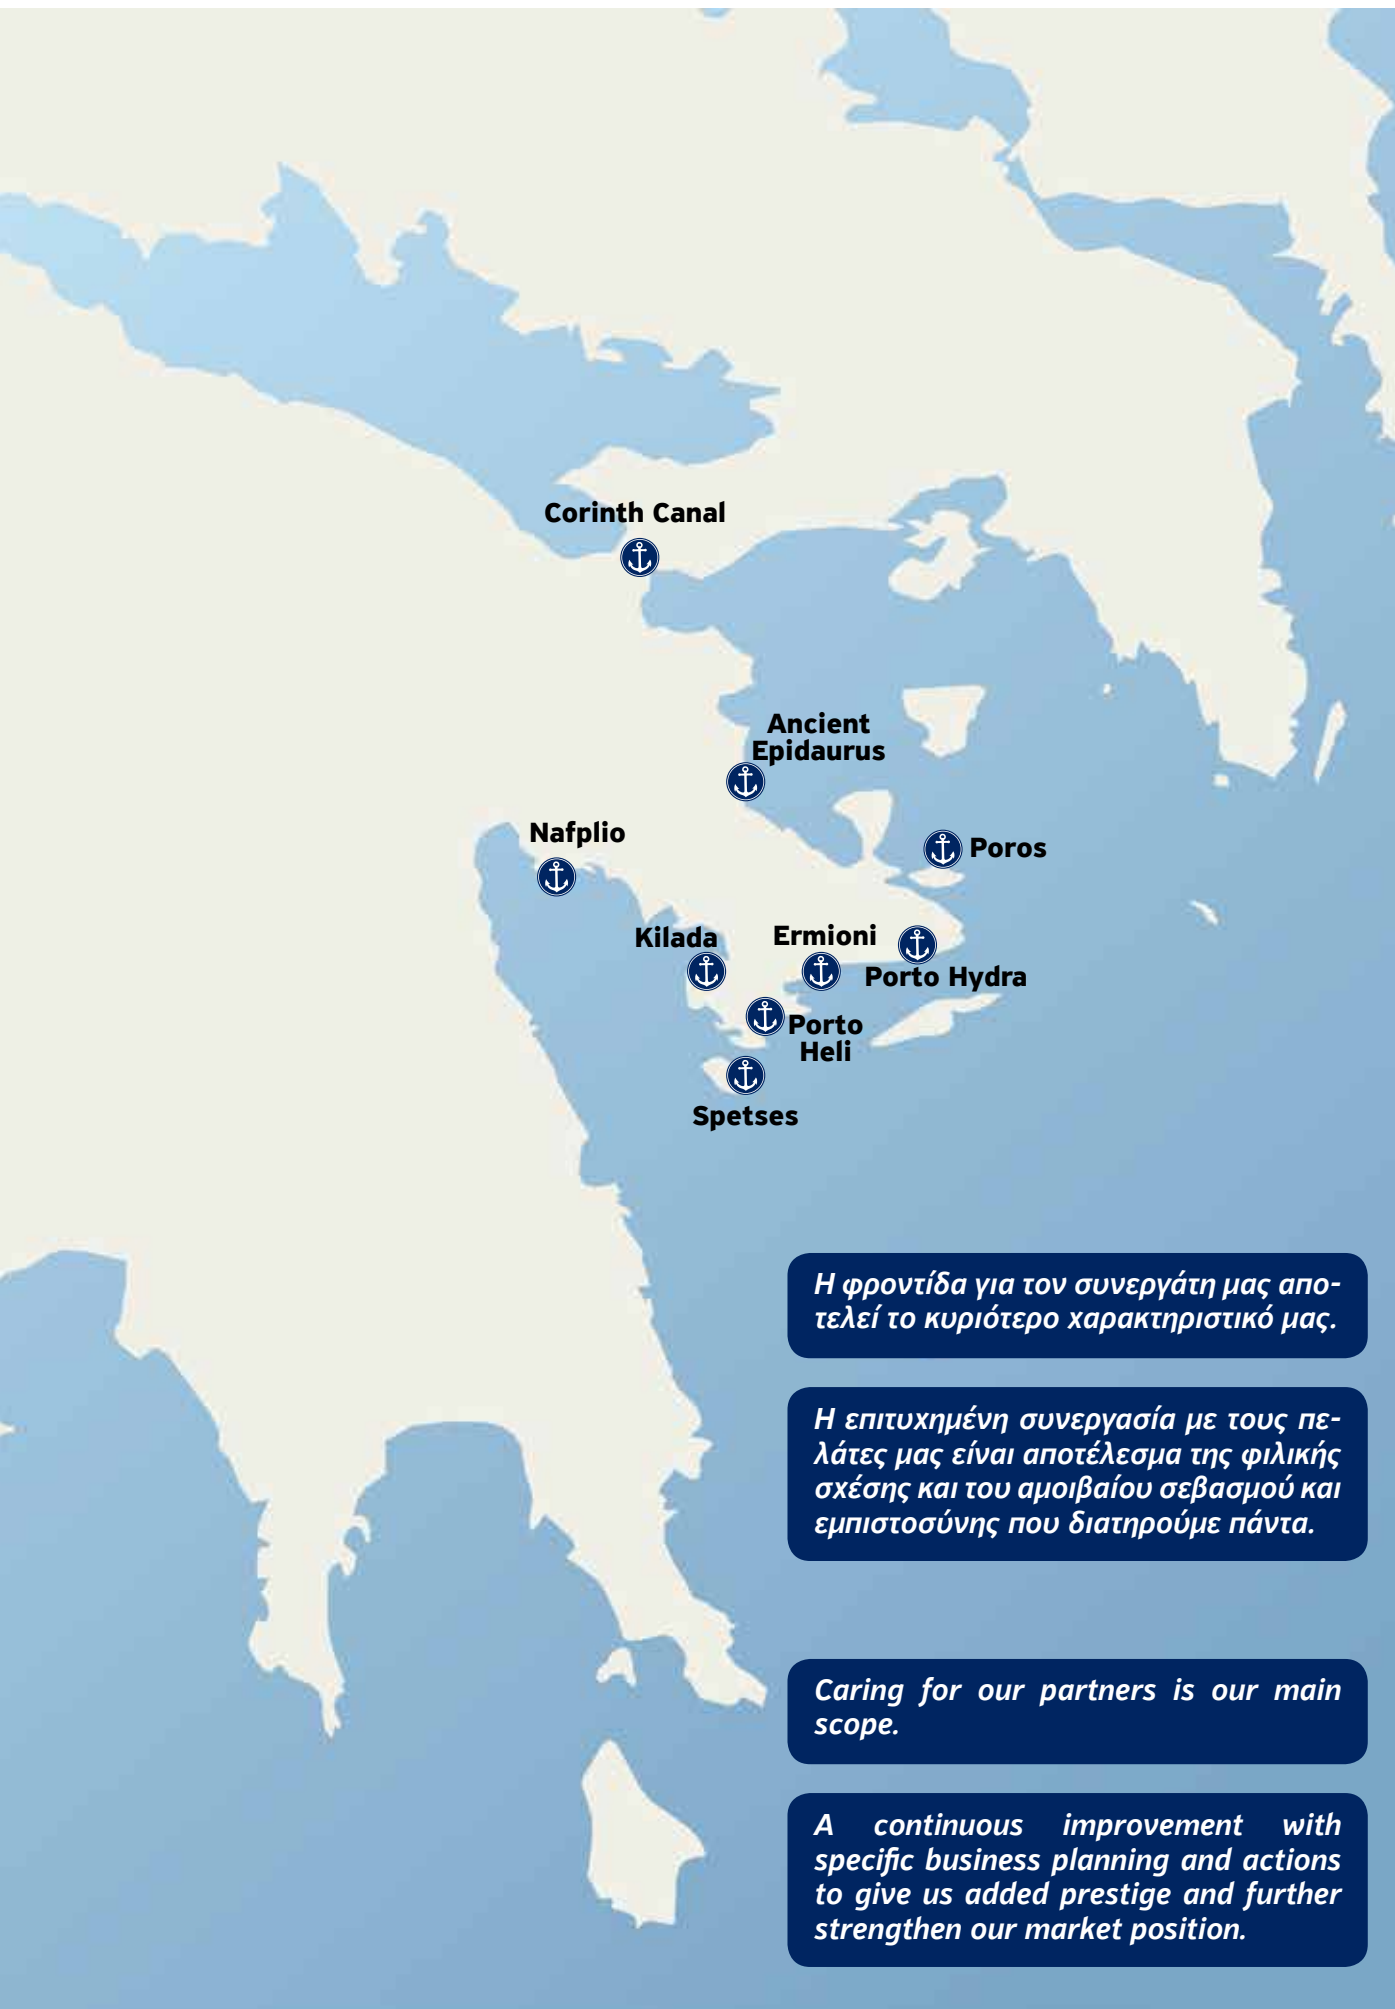 Corinth Canal
Ancient
Epidaurus
Nafplio
Poros
Kilada
Ermioni
Porto Hydra
Porto
Heli
Spetses
Η φροντίδα για τον συνεργάτη μας απο-
τελεί το κυριότερο χαρακτηριστικό μας.
Η επιτυχημένη συνεργασία με τους πε-
λάτες μας είναι αποτέλεσμα της φιλικής
σχέσης και του αμοιβαίου σεβασμού και
εμπιστοσύνης που διατηρούμε πάντα.
Caring for our partners is our main
scope.
A continuous improvement with
specific business planning and actions
to give us added prestige and further
strengthen our market position.